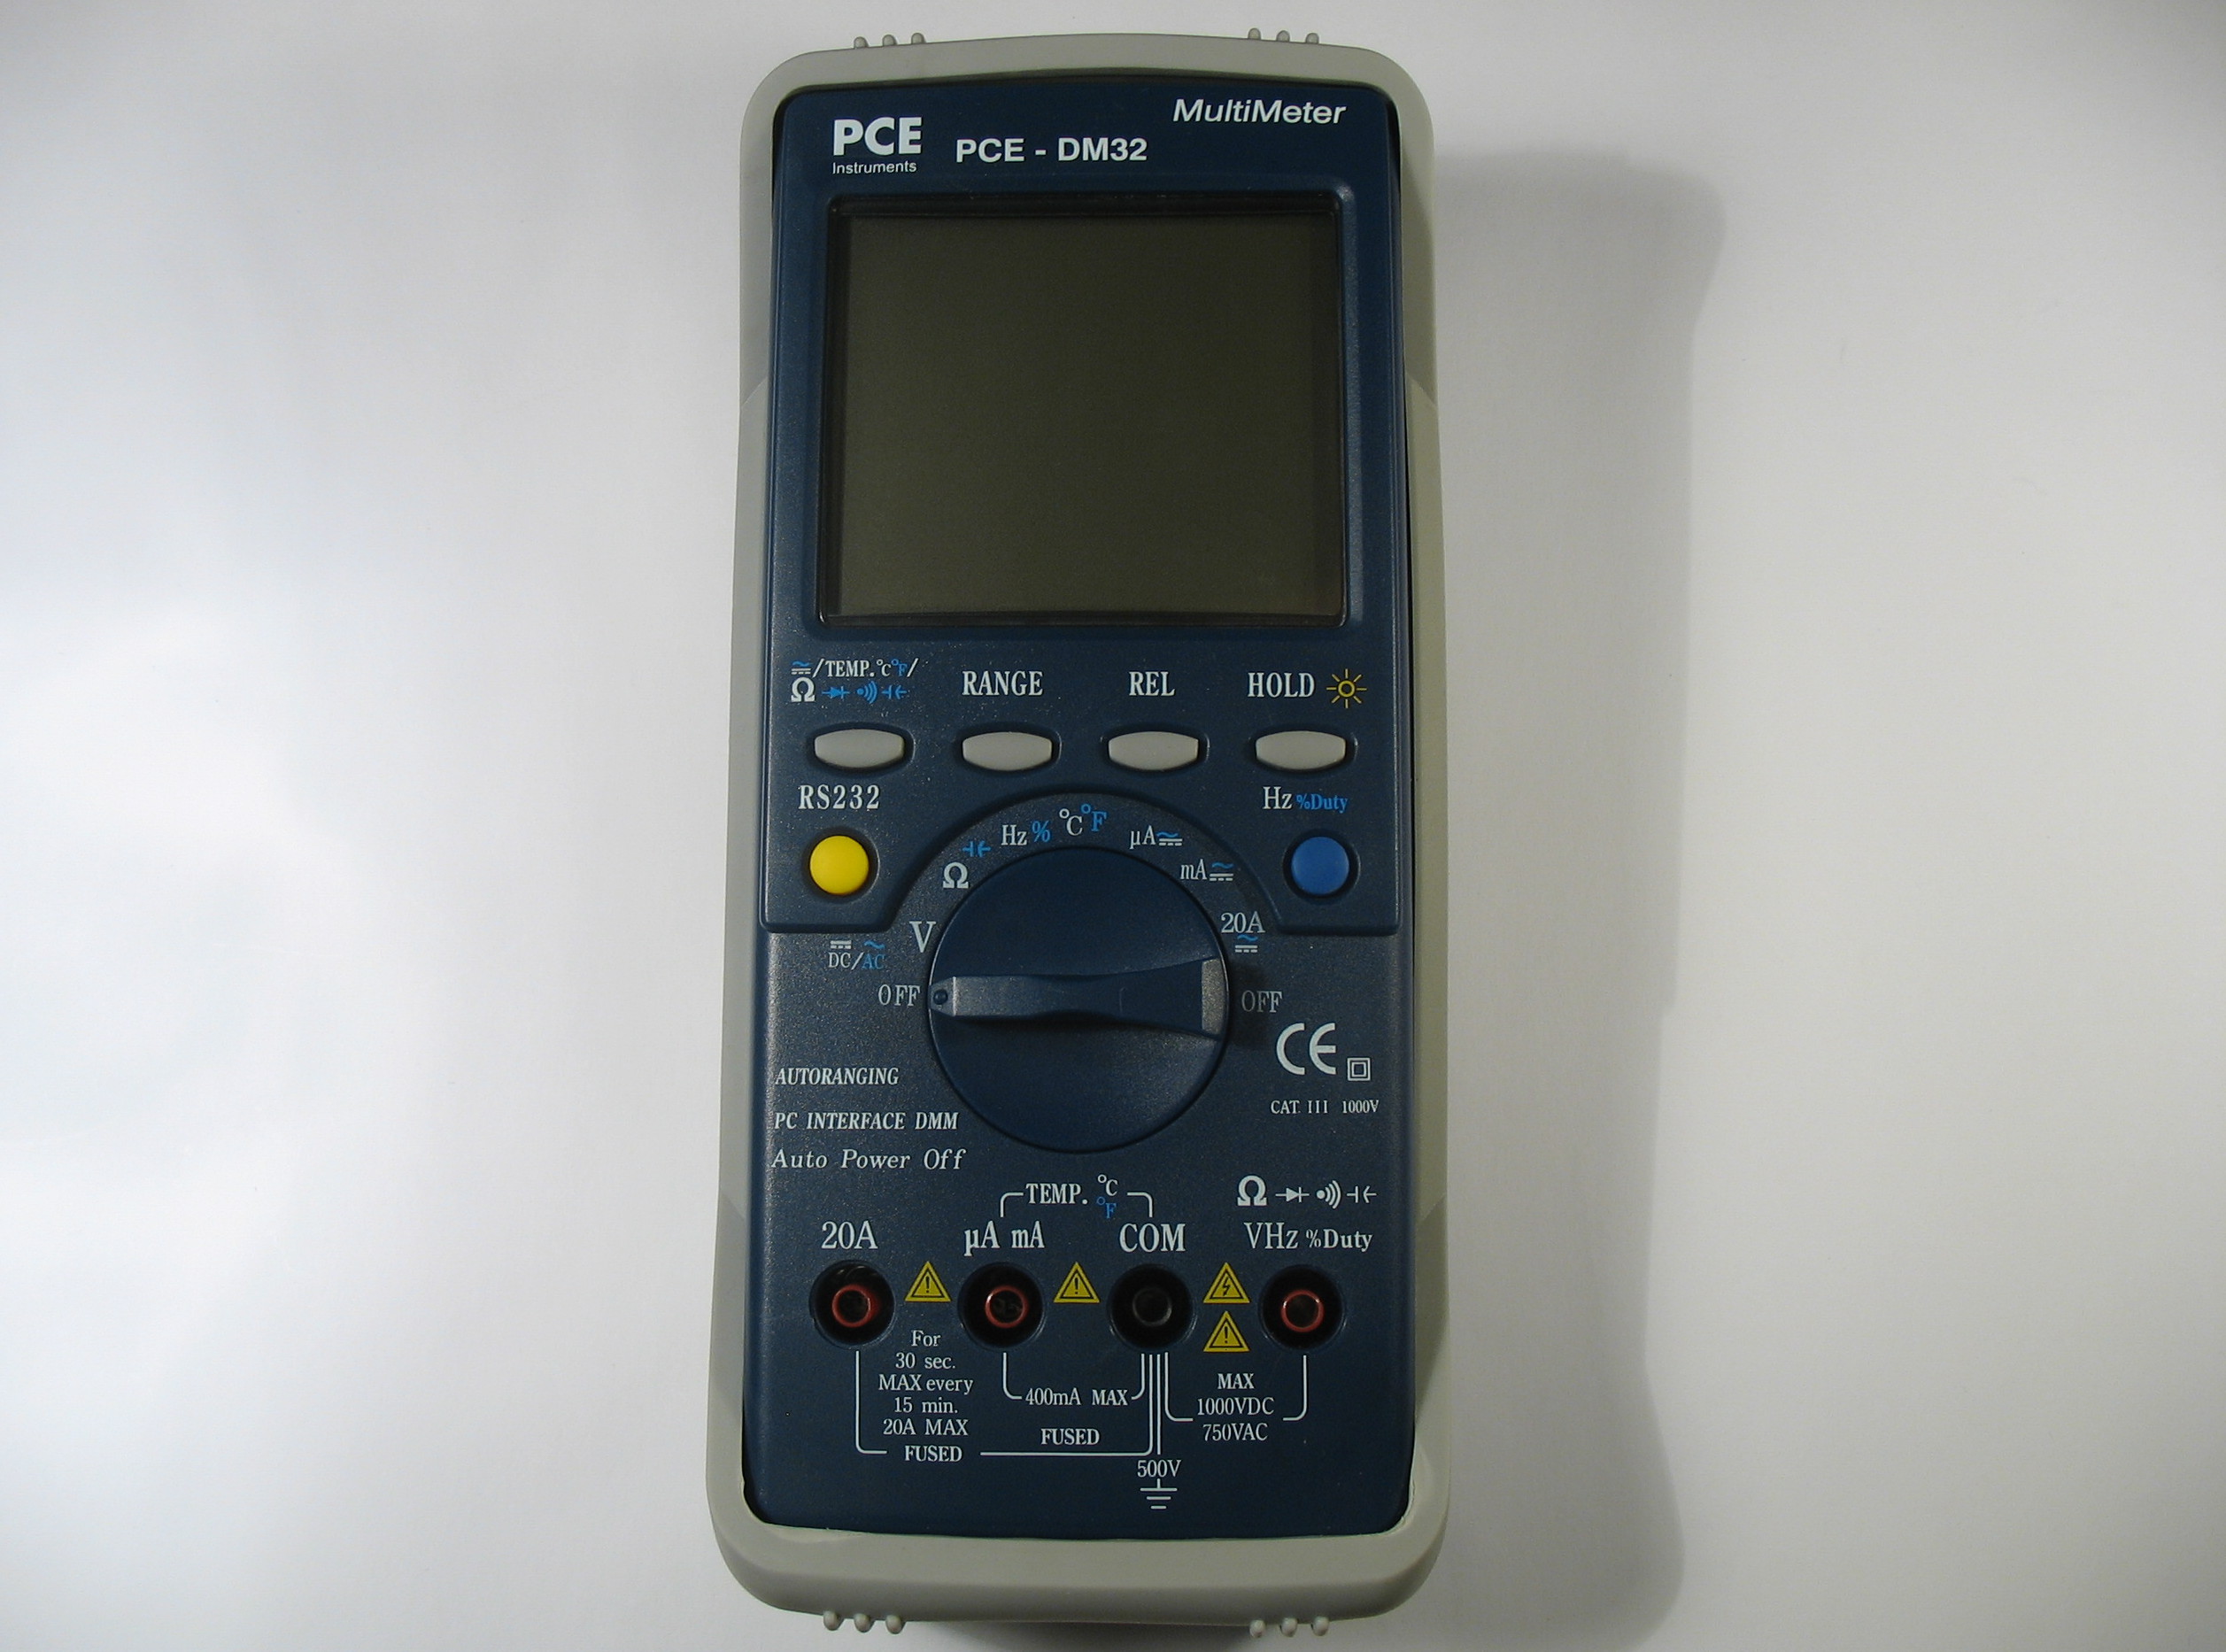 MultiMeter
PCE
Instruments
PCE - DM32
/TEMP.°C°F/
Ω
RANGE
REL
HOLD
RS232
Hz %Duty
Ω
Hz %
°C°F
µA
mA
V
DC/AC
20A
OFF
OFF
CE
CAT. III 1000V
AUTORANGING
PC INTERFACE DMM
Auto Power Off
TEMP. °C
°F
Ω
20A
µA mA
COM
VHz %Duty
For
30 sec.
MAX every
15 min.
20A MAX
FUSED
400mA MAX
FUSED
MAX
1000VDC
750VAC
500V